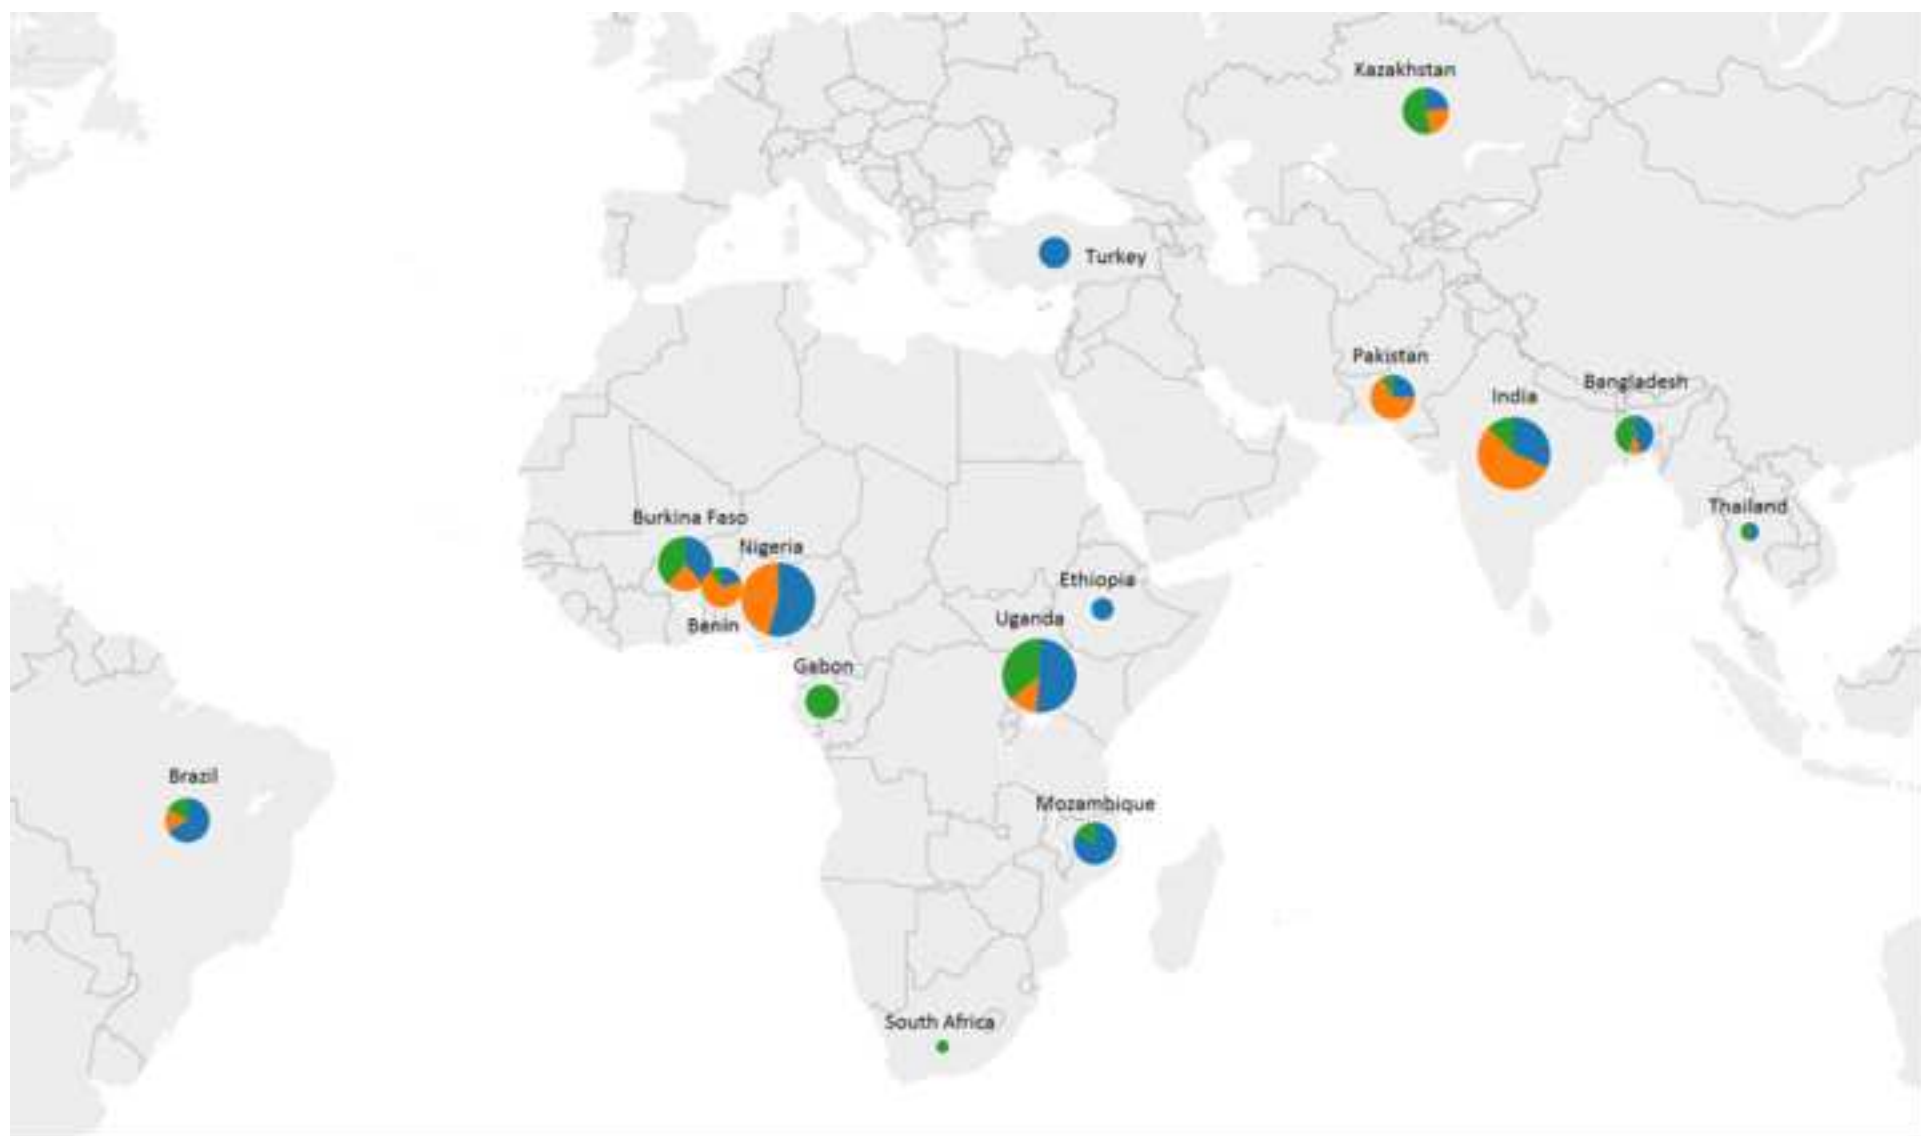 Kazakhstan
Turkey
Pakistan
Bangladesh
India
Thailand
Burkina Faso
Nigeria
Ethiopia
Uganda
Benin
Gabon
Brazil
Mozambique
South Africa